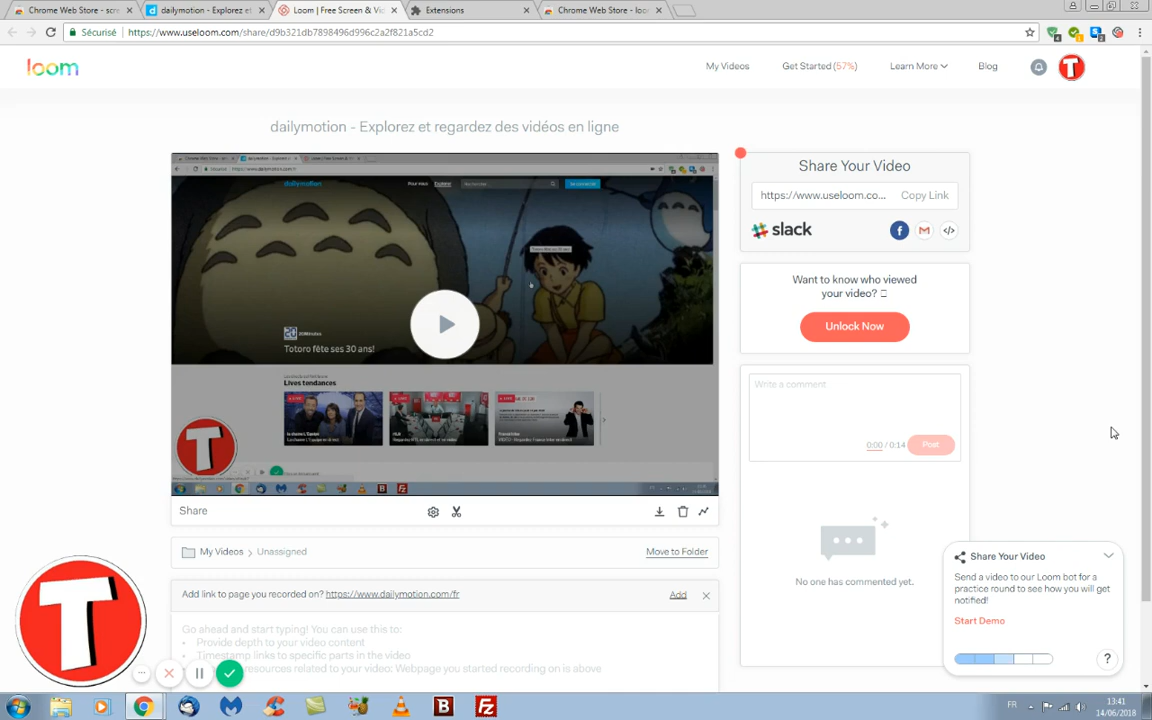 Chrome Web Store - scre
dailymotion - Explorez et
Loom | Free Screen & Vid
Extensions
Chrome Web Store - loo
Sécurisé
https://www.useloom.com/share/d9b321db7898496d996c2a2f821a5cd2
loom
My Videos
Get Started (57%)
Learn More
Blog
T
dailymotion - Explorez et regardez des vidéos en ligne
dailymotion
Pour vous
Explorer
Totoro fête ses 30 ans!
Lives tendances
T
Share Your Video
https://www.useloom.co...
Copy Link
slack
Want to know who viewed
your video?
Unlock Now
Write a comment
0:00 / 0:14
Post
No one has commented yet.
Share
My Videos > Unassigned
Move to Folder
Add link to page you recorded on? https://www.dailymotion.com/fr
Add
Go ahead and start typing! You can use this to:
• Provide depth to your video content
• Timestamp links to specific parts in the video
resources related to your video: Webpage you started recording on is above
T
Share Your Video
Send a video to our Loom bot for a
practice round to see how you will get
notified!
Start Demo
?
B
FZ
FR
13:41
14/06/2018